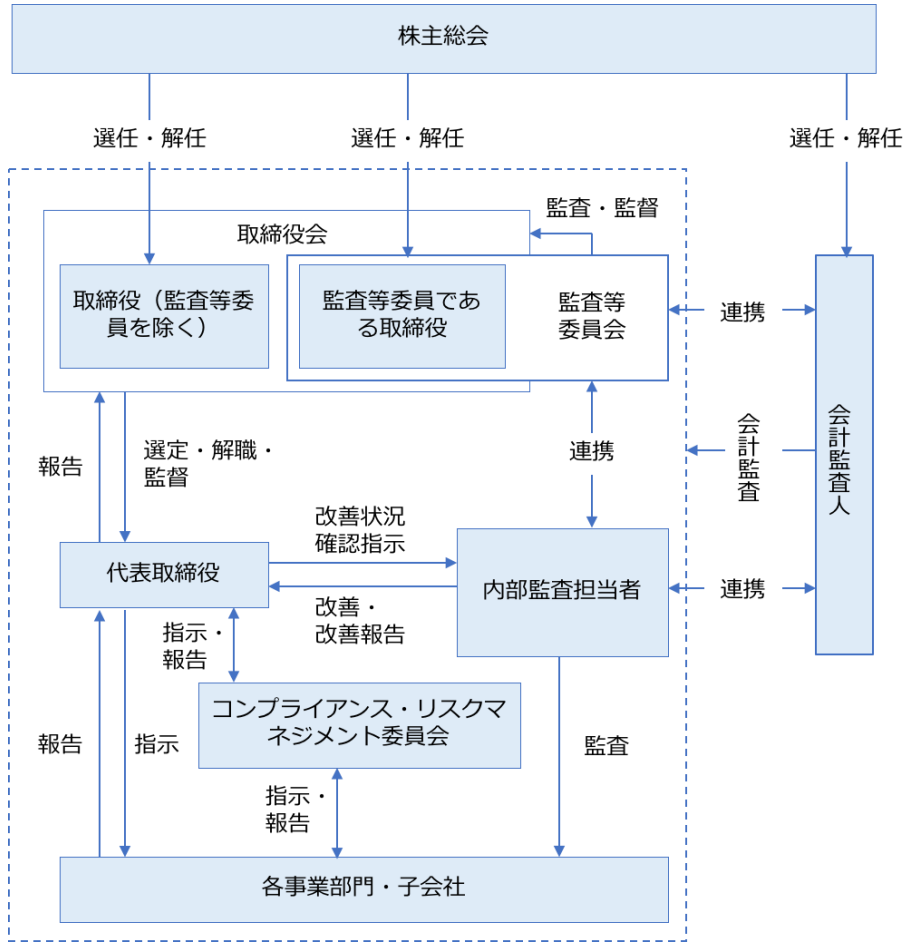 株主総会
選任・解任
選任・解任
選任・解任
監査・監督
取締役会
取締役（監査等委
員を除く）
監査等委員であ
る取締役
監査等
委員会
連携
会計監査人
会計監査
報告
選定・解職・
監督
連携
改善状況
確認指示
代表取締役
内部監査担当者
連携
改善・
改善報告
指示・
報告
コンプライアンス・リスクマ
ネジメント委員会
報告
指示
監査
指示・
報告
各事業部門・子会社